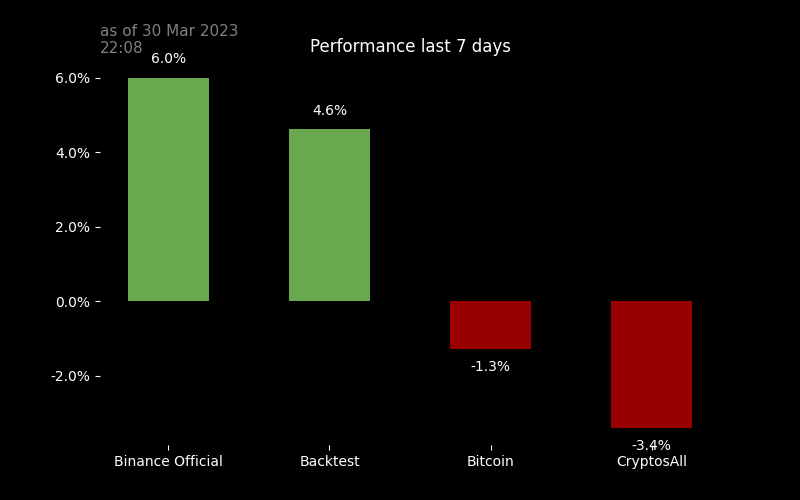 as of 30 Mar 2023
22:08
Performance last 7 days
6.0%
4.6%
-1.3%
-3.4%
6.0%
4.0%
2.0%
0.0%
-2.0%
Binance Official
Backtest
Bitcoin
CryptosAll